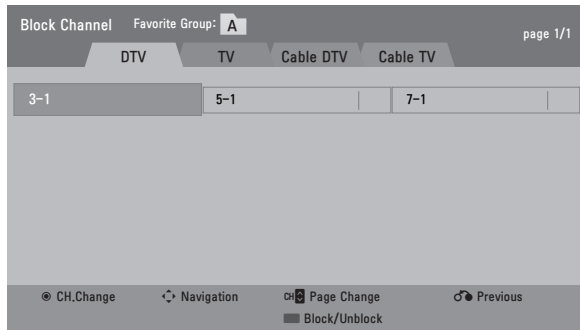 Block Channel Favorite Group: A page 1/1
DTV TV Cable DTV Cable TV
3-1 5-1 7-1
CH.Change Navigation CH Page Change Previous
Block/Unblock